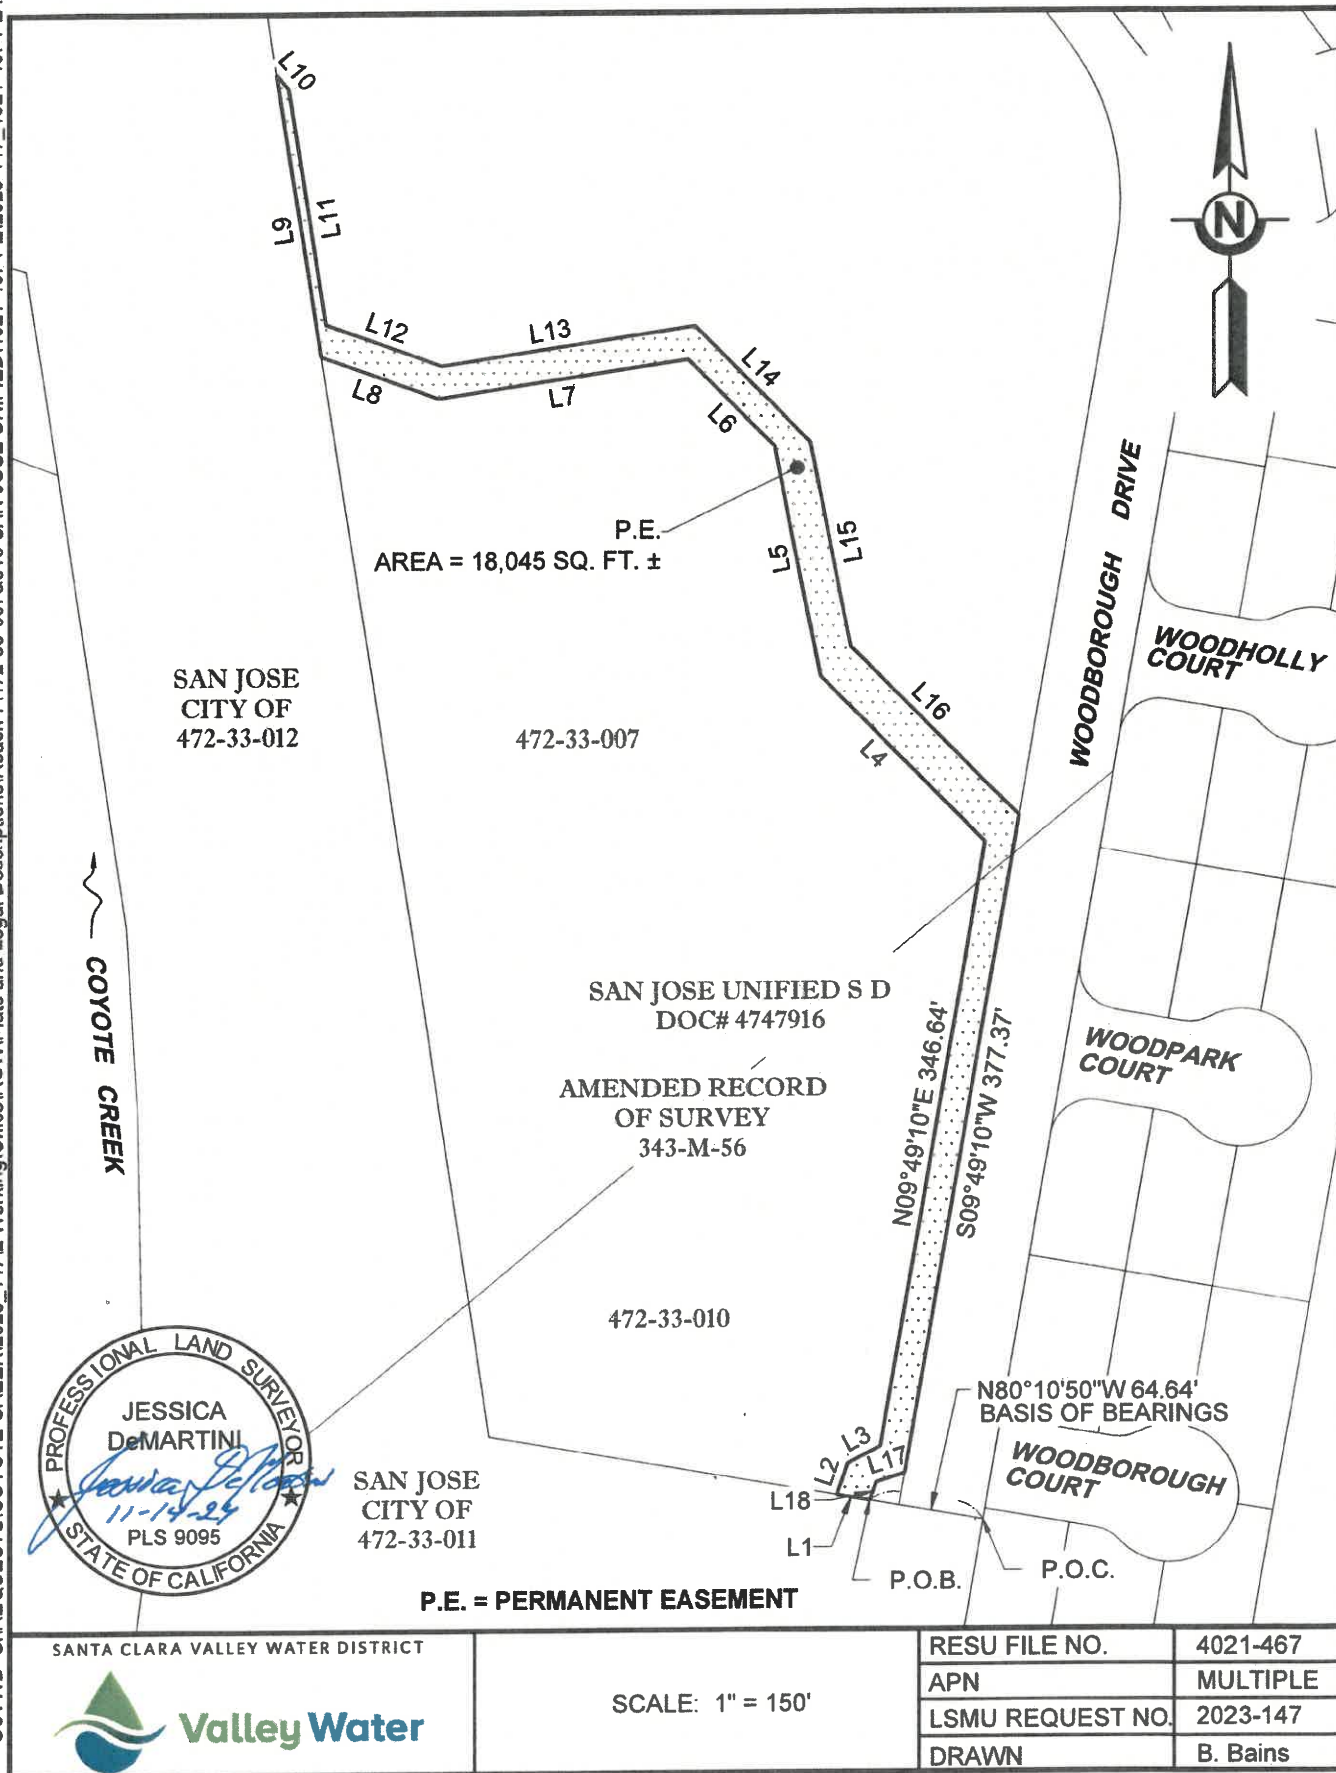 L10
L11
L9
N
L12
L13
L14
L8
L7
L6
P.E.
AREA = 18,045 SQ. FT. ±
L5
L15
WOODBOROUGH DRIVE
WOODHOLLY
COURT
SAN JOSE
CITY OF
472-33-012
472-33-007
L16
L4
COYOTE CREEK
SAN JOSE UNIFIED S D
DOC# 4747916
AMENDED RECORD
OF SURVEY
343-M-56
N09°49'10"E 346.64'
S09°49'10"W 377.37'
WOODPARK
COURT
472-33-010
N80°10'50"W 64.64'
BASIS OF BEARINGS
WOODBOROUGH
COURT
L3
L2
L17
L18
L1
P.O.B.
P.O.C.
PROFESSIONAL LAND SURVEYOR
JESSICA
DeMARTINI
11-14-24
PLS 9095
STATE OF CALIFORNIA
SAN JOSE
CITY OF
472-33-011
P.E. = PERMANENT EASEMENT
SANTA CLARA VALLEY WATER DISTRICT
Valley Water
SCALE: 1" = 150'
RESU FILE NO. 4021-467
APN MULTIPLE
LSMU REQUEST NO. 2023-147
DRAWN B. Bains